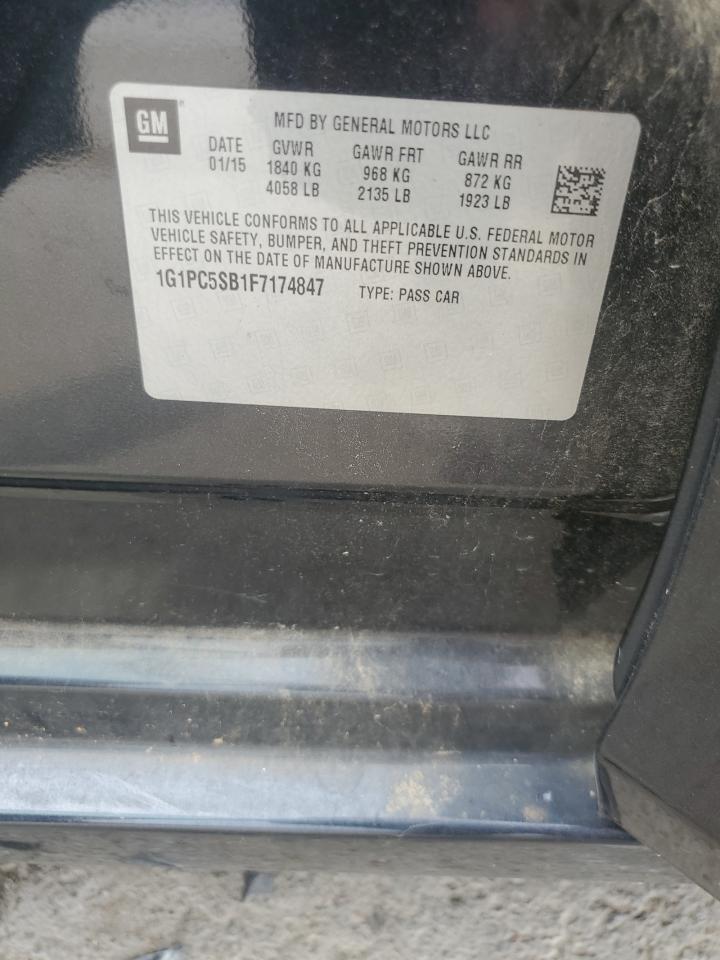 GM
MFD BY GENERAL MOTORS LLC
DATE GVWR GAWR FRT GAWR RR
01/15 1840 KG 968 KG 872 KG
4058 LB 2135 LB 1923 LB
THIS VEHICLE CONFORMS TO ALL APPLICABLE U.S. FEDERAL MOTOR
VEHICLE SAFETY, BUMPER, AND THEFT PREVENTION STANDARDS IN
EFFECT ON THE DATE OF MANUFACTURE SHOWN ABOVE.
1G1PC5SB1F7174847 TYPE: PASS CAR